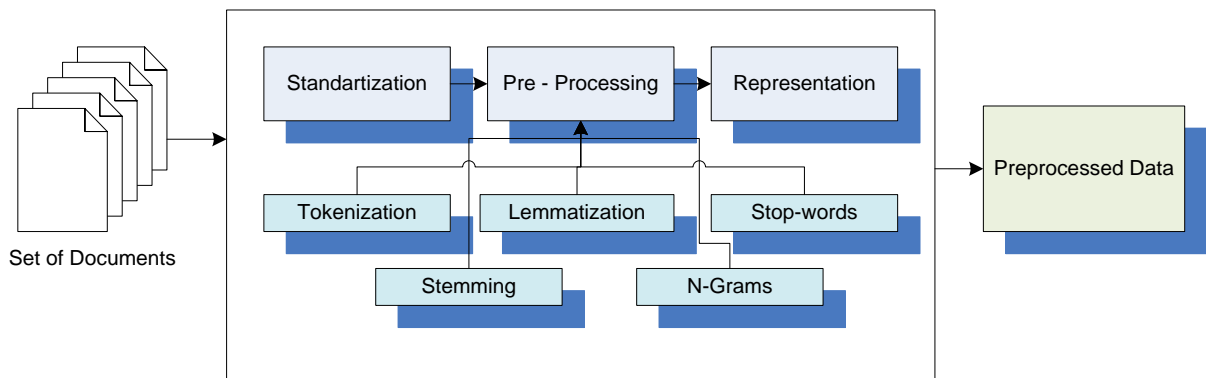 Standartization
Pre - Processing
Representation
Preprocessed Data
Tokenization
Lemmatization
Stop-words
Set of Documents
Stemming
N-Grams